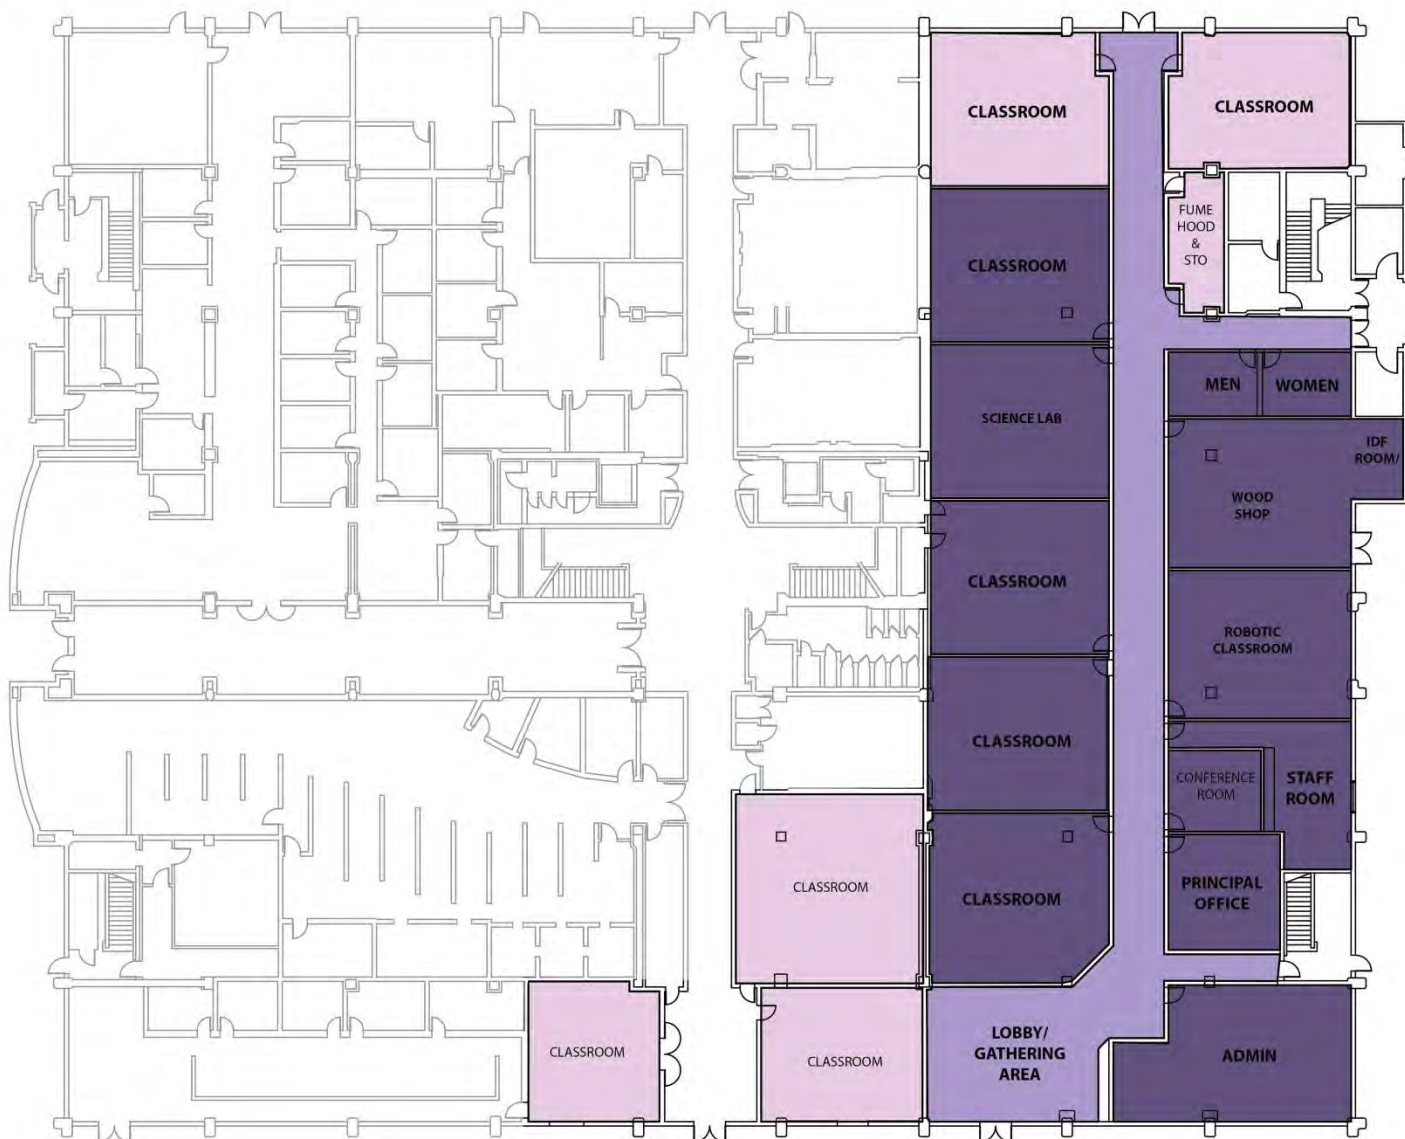 CLASSROOM
CLASSROOM
FUME
HOOD
&
STO
CLASSROOM
MEN
WOMEN
SCIENCE LAB
IDF
ROOM/
WOOD
SHOP
CLASSROOM
ROBOTIC
CLASSROOM
CLASSROOM
CONFERENCE
ROOM
STAFF
ROOM
CLASSROOM
CLASSROOM
PRINCIPAL
OFFICE
CLASSROOM
CLASSROOM
LOBBY/
GATHERING
AREA
ADMIN